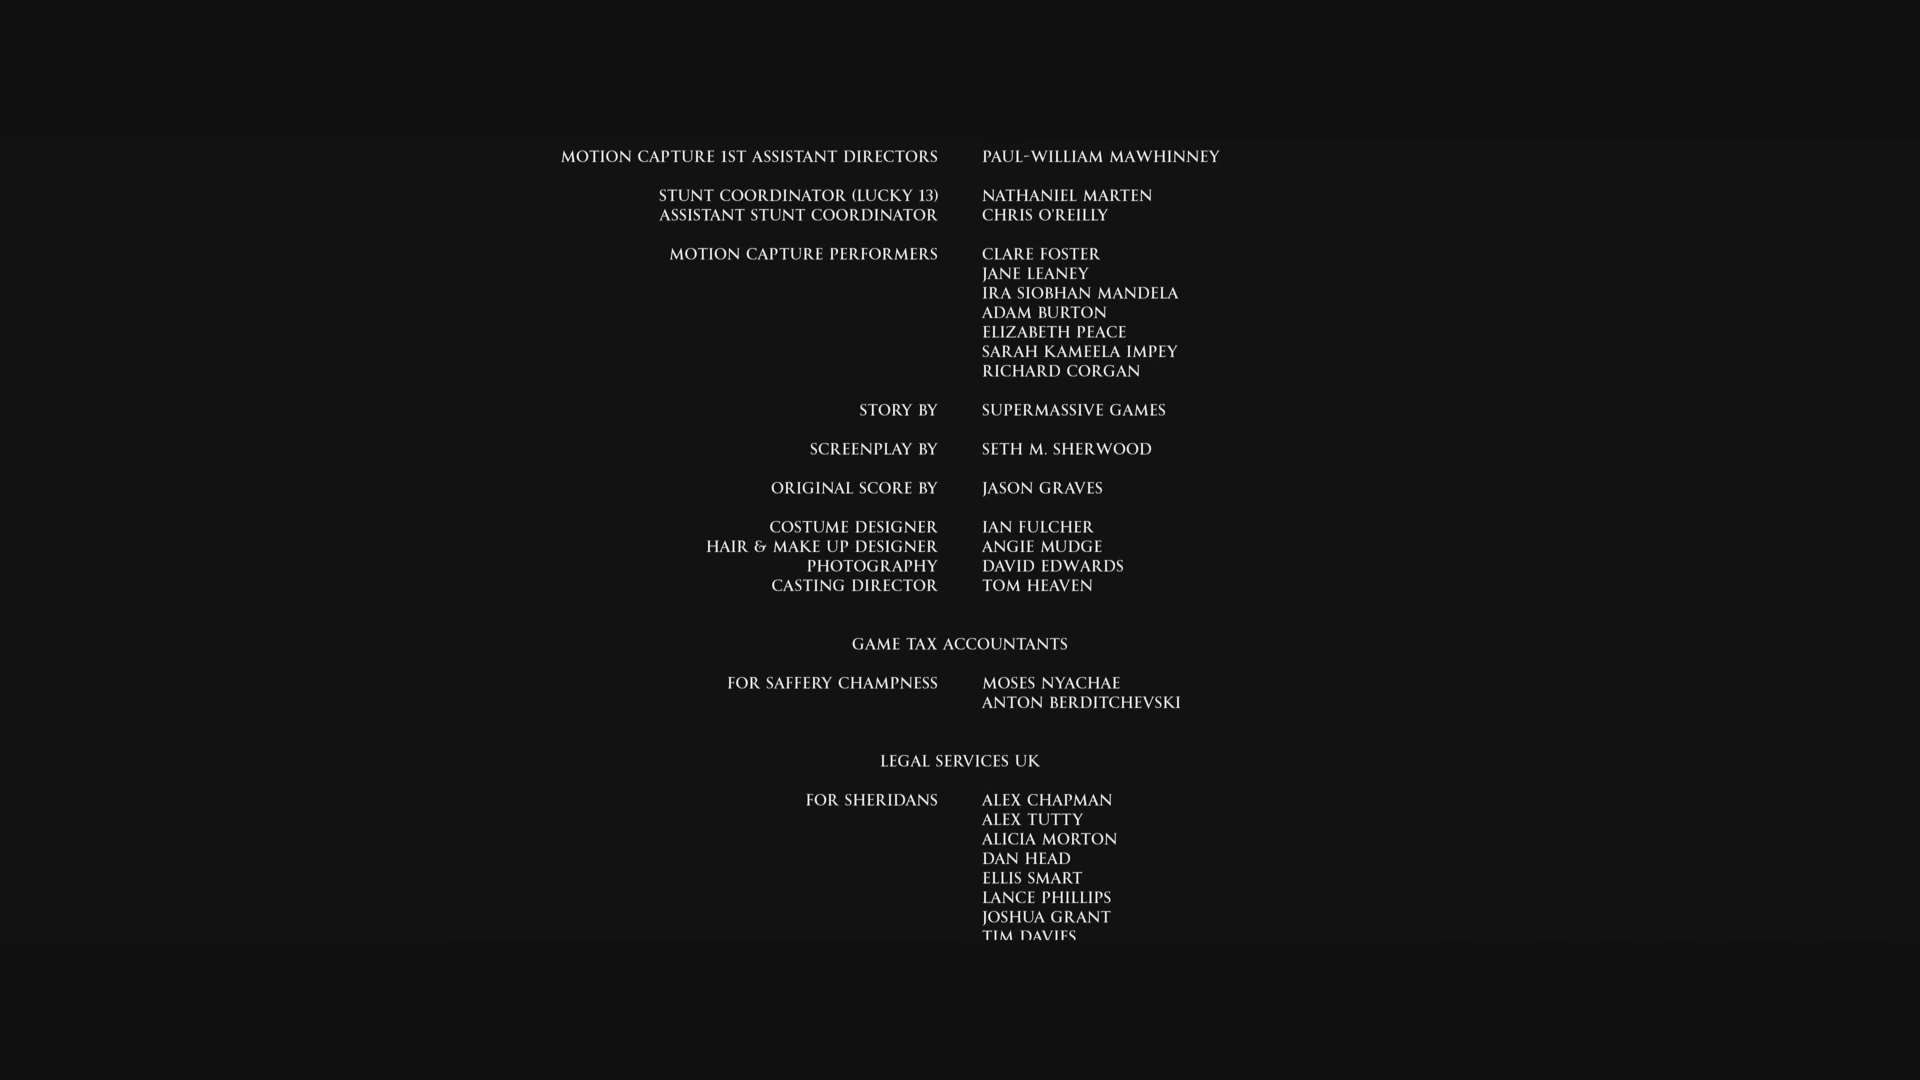 MOTION CAPTURE 1ST ASSISTANT DIRECTORS PAUL-WILLIAM MAWHINNEY
STUNT COORDINATOR (LUCKY 13) NATHANIEL MARTEN
ASSISTANT STUNT COORDINATOR CHRIS O'REILLY
MOTION CAPTURE PERFORMERS CLARE FOSTER
JANE LEANEY
IRA SIOBHAN MANDELA
ADAM BURTON
ELIZABETH PEACE
SARAH KAMEELA IMPEY
RICHARD CORGAN
STORY BY SUPERMASSIVE GAMES
SCREENPLAY BY SETH M. SHERWOOD
ORIGINAL SCORE BY JASON GRAVES
COSTUME DESIGNER IAN FULCHER
HAIR & MAKE UP DESIGNER ANGIE MUDGE
PHOTOGRAPHY DAVID EDWARDS
CASTING DIRECTOR TOM HEAVEN
GAME TAX ACCOUNTANTS
FOR SAFFERY CHAMPNESS MOSES NYACHAE
ANTON BERDITCHEVSKI
LEGAL SERVICES UK
FOR SHERIDANS ALEX CHAPMAN
ALEX TUTTY
ALICIA MORTON
DAN HEAD
ELLIS SMART
LANCE PHILLIPS
JOSHUA GRANT
TIM DAVIES